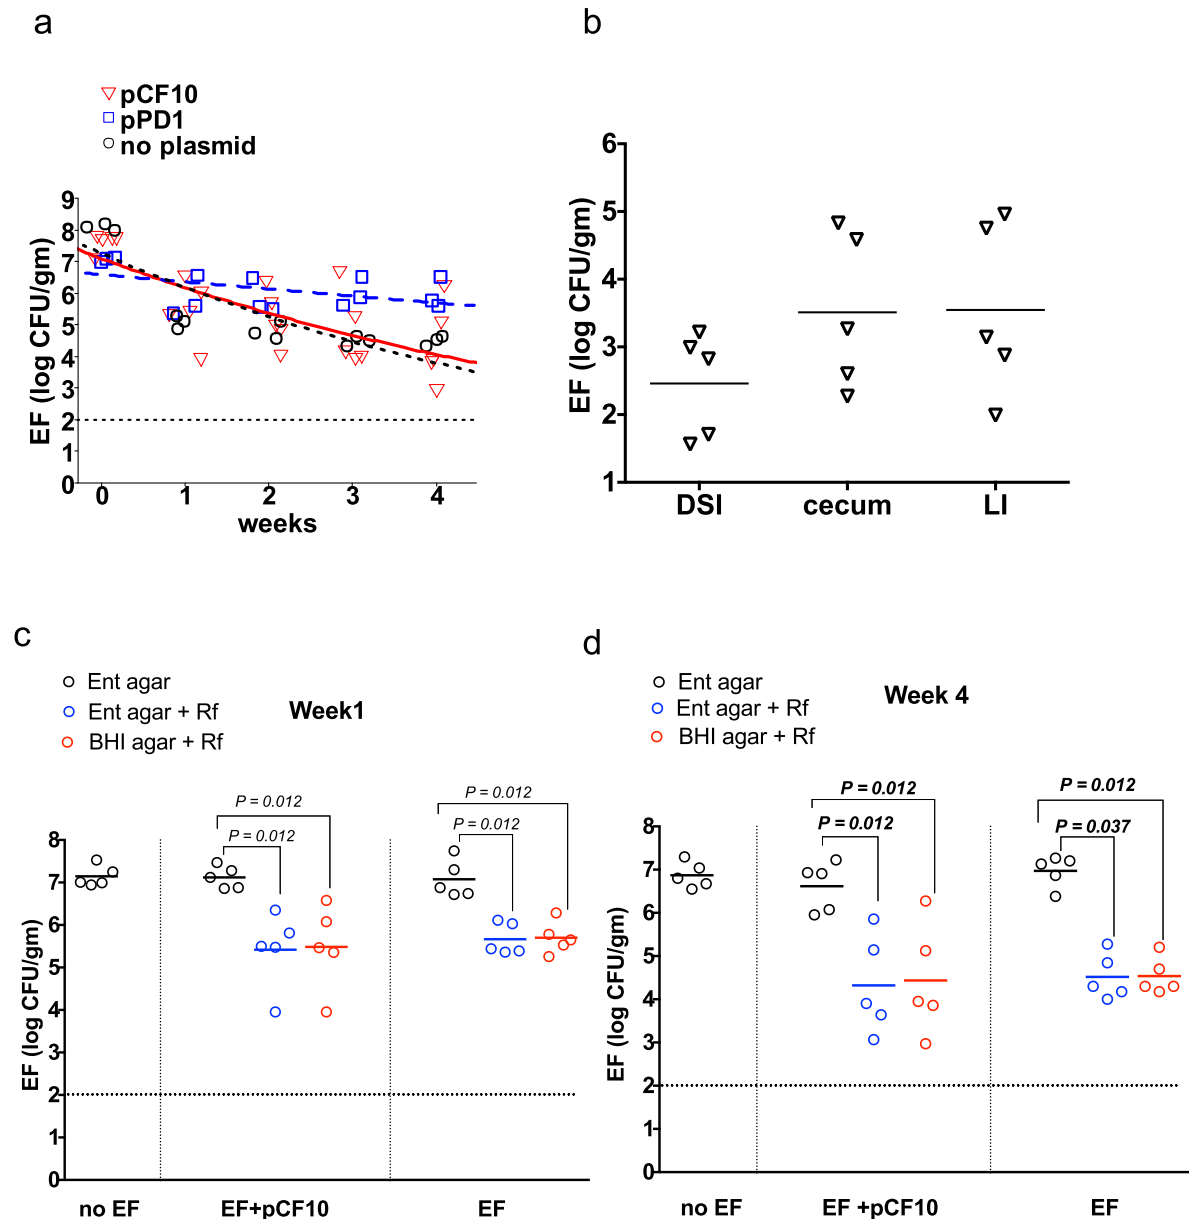 a
pCF10
pPD1
no plasmid
EF (log CFU/gm)
9
8
7
6
5
4
3
2
1
0
0 1 2 3 4
weeks
b
EF (log CFU/gm)
6
5
4
3
2
1
DSI cecum LI
c
Ent agar
Ent agar + Rf
BHI agar + Rf
Week1
P = 0.012
P = 0.012
P = 0.012
P = 0.012
EF (log CFU/gm)
8
7
6
5
4
3
2
1
0
no EF EF+pCF10 EF
d
Ent agar
Ent agar + Rf
BHI agar + Rf
Week 4
P = 0.012
P = 0.012
P = 0.012
P = 0.037
EF (log CFU/gm)
8
7
6
5
4
3
2
1
0
no EF EF +pCF10 EF